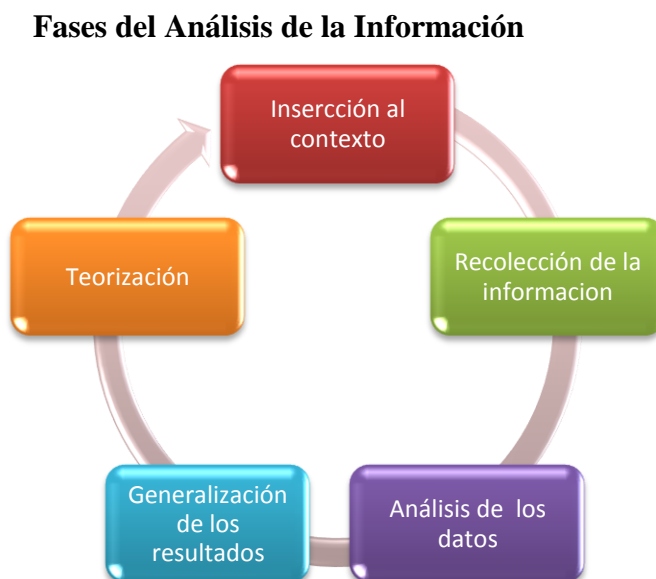 Fases del Análisis de la Información
Insercción al
contexto
Recolección de la
informacion
Análisis de los
datos
Generalización
de los
resultados
Teorización